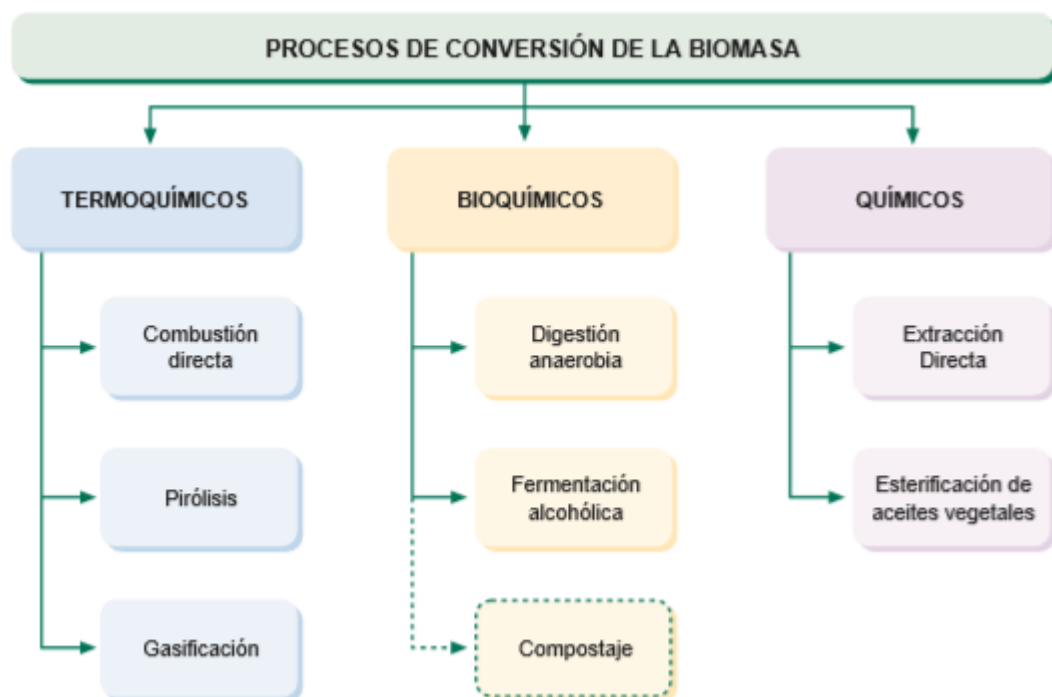 PROCESOS DE CONVERSIÓN DE LA BIOMASA
TERMOQUÍMICOS
Combustión
directa
Pirólisis
Gasificación
BIOQUÍMICOS
Digestión
anaerobia
Fermentación
alcohólica
Compostaje
QUÍMICOS
Extracción
Directa
Esterificación de
aceites vegetales